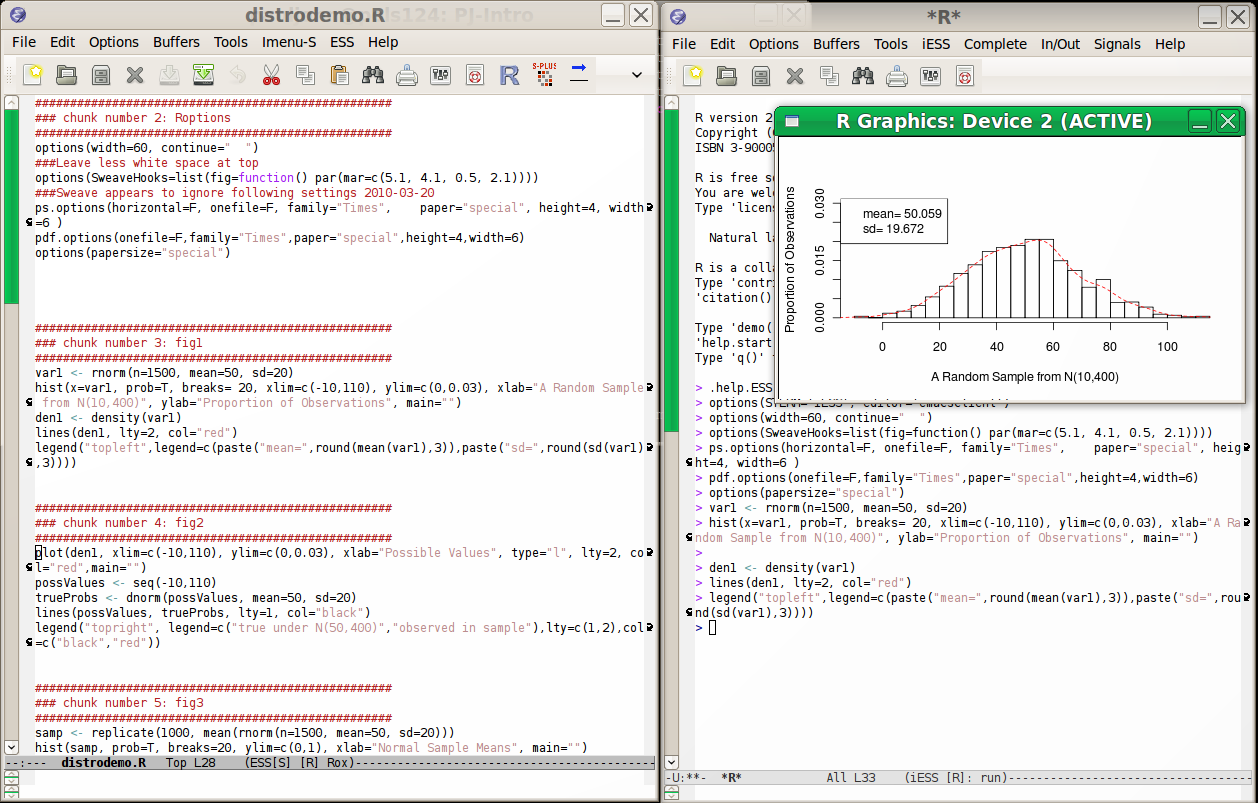 distrodemo.R
File Edit Options Buffers Tools Imenu-S ESS Help
S-PLUS
##################################################
### chunk number 2: Roptions
##################################################
options(width=60, continue="  ")
###Leave less white space at top
options(SweaveHooks=list(fig=function() par(mar=c(5.1, 4.1, 0.5, 2.1))))
###Sweave appears to ignore following settings 2010-03-20
ps.options(horizontal=F, onefile=F, family="Times",    paper="special", height=4, width
=6 )
pdf.options(onefile=F,family="Times",paper="special",height=4,width=6)
options(papersize="special")
##################################################
### chunk number 3: fig1
##################################################
var1 <- rnorm(n=1500, mean=50, sd=20)
hist(x=var1, prob=T, breaks= 20, xlim=c(-10,110), ylim=c(0,0.03), xlab="A Random Sample
 from N(10,400)", ylab="Proportion of Observations", main="")
den1 <- density(var1)
lines(den1, lty=2, col="red")
legend("topleft",legend=c(paste("mean=",round(mean(var1),3)),paste("sd=",round(sd(var1)
,3))))
##################################################
### chunk number 4: fig2
##################################################
plot(den1, xlim=c(-10,110), ylim=c(0,0.03), xlab="Possible Values", type="l", lty=2, co
l="red",main="")
possValues <- seq(-10,110)
trueProbs <- dnorm(possValues, mean=50, sd=20)
lines(possValues, trueProbs, lty=1, col="black")
legend("topright", legend=c("true under N(50,400)","observed in sample"),lty=c(1,2),col
=c("black","red"))
##################################################
### chunk number 5: fig3
##################################################
samp <- replicate(1000, mean(rnorm(n=1500, mean=50, sd=20)))
hist(samp, prob=T, breaks=20, ylim=c(0,1), xlab="Normal Sample Means", main="")
--:---  distrodemo.R   Top L28    (ESS[S] [R] Rox)
*R*
File Edit Options Buffers Tools iESS Complete In/Out Signals Help
R version 2
Copyright (
ISBN 3-9000
R is free s
You are wel
Type 'licen
Natural la
R is a colla
Type 'contri
'citation()
Type 'demo(
'help.start
Type 'q()'
R Graphics: Device 2 (ACTIVE)
mean= 50.059
sd= 19.672
Proportion of Observations
0.000 0.015 0.030
0 20 40 60 80 100
A Random Sample from N(10,400)
> .help.ESS
> options(
> options(width=60, continue="  ")
> options(SweaveHooks=list(fig=function() par(mar=c(5.1, 4.1, 0.5, 2.1))))
> ps.options(horizontal=F, onefile=F, family="Times",    paper="special", heig
ht=4, width=6 )
> pdf.options(onefile=F,family="Times",paper="special",height=4,width=6)
> options(papersize="special")
> var1 <- rnorm(n=1500, mean=50, sd=20)
> hist(x=var1, prob=T, breaks= 20, xlim=c(-10,110), ylim=c(0,0.03), xlab="A Ra
ndom Sample from N(10,400)", ylab="Proportion of Observations", main="")
>
> den1 <- density(var1)
> lines(den1, lty=2, col="red")
> legend("topleft",legend=c(paste("mean=",round(mean(var1),3)),paste("sd=",rou
nd(sd(var1),3))))
>
-U:**-  *R*            All L33    (iESS [R]: run)